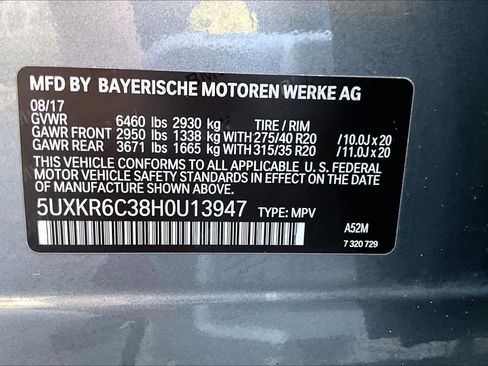 MFD BY BAYERISCHE MOTOREN WERKE AG
08/17
GVWR 6460 lbs 2930 kg TIRE / RIM
GAWR FRONT 2950 lbs 1338 kg WITH 275/40 R20 /10.0J x 20
GAWR REAR 3671 lbs 1665 kg WITH 315/35 R20 /11.0J x 20
THIS VEHICLE CONFORMS TO ALL APPLICABLE U. S. FEDERAL
MOTOR VEHICLE SAFETY STANDARDS IN EFFECT
ON THE DATE OF MANUFACTURE SHOWN ABOVE.
5UXKR6C38H0U13947 TYPE: MPV
A52M
7 320 729